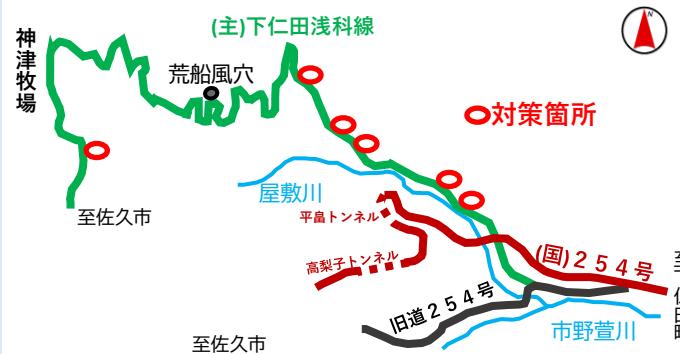 (主)下仁田浅科線
N
神津牧場
荒船風穴
対策箇所
屋敷川
至佐久市
平畠トンネル
高梨子トンネル
(国)２５４号
旧道２５４号
市野萱川
至佐久市